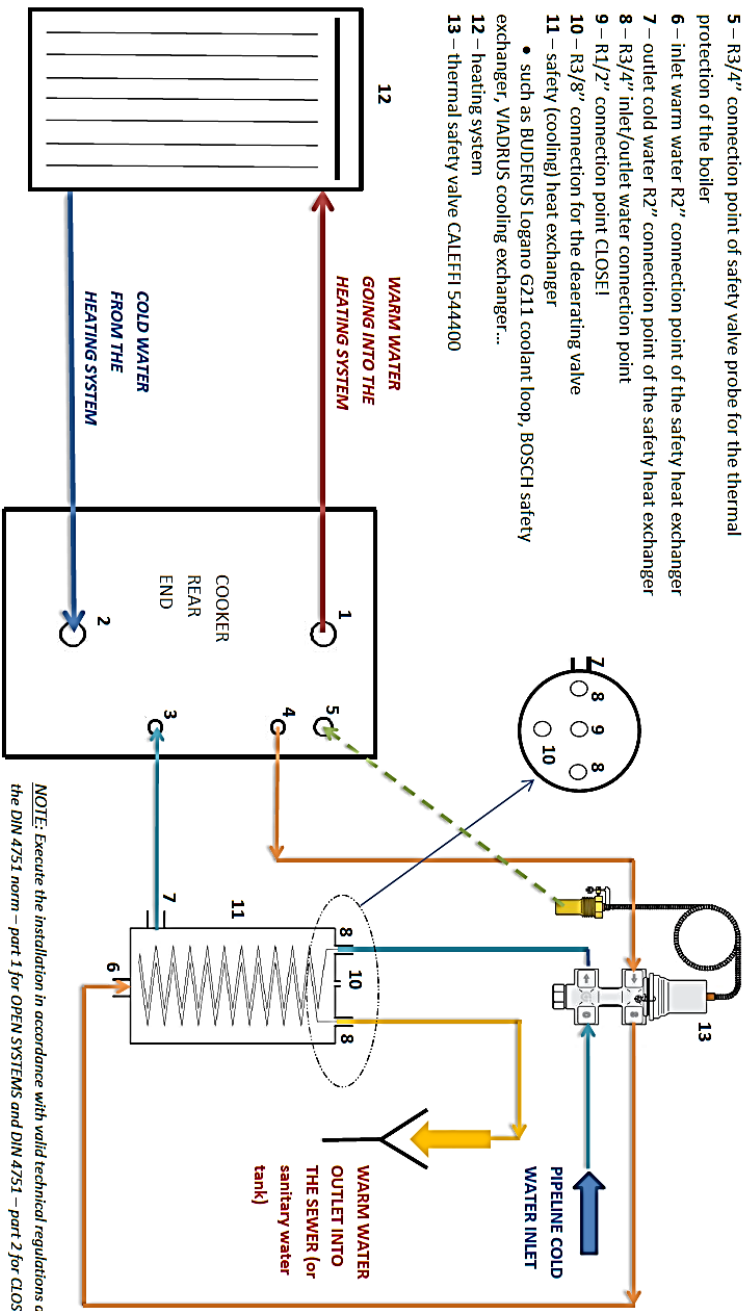 5 – R3/4’’ connection point of safety valve probe for the thermal
protection of the boiler
6 – inlet warm water R2’’ connection point of the safety heat exchanger
7 – outlet cold water R2’’ connection point of the safety heat exchanger
8 – R3/4’’ inlet/outlet water connection point
9 – R1/2’’ connection point CLOSE!
10 – R3/8’’ connection for the deaerating valve
11 – safety (cooling) heat exchanger
• such as BUDERUS Logano G211 coolant loop, BOSCH safety
exchanger, VIADRUS cooling exchanger...
12 – heating system
13 – thermal safety valve CALEFFI 544400
12
WARM WATER
GOING INTO THE
HEATING SYSTEM
COLD WATER
FROM THE
HEATING SYSTEM
COOKER
REAR
END
1
2
5
4
3
7
8
9
8
10
13
PIPELINE COLD
WATER INLET
8
10
8
11
7
6
WARM WATER
OUTLET INTO
THE SEWER (or
sanitary water
tank)
NOTE: Execute the installation in accordance with valid technical regulations
the DIN 4751 norm – part 1 for OPEN SYSTEMS and DIN 4751 – part 2 for CLOS